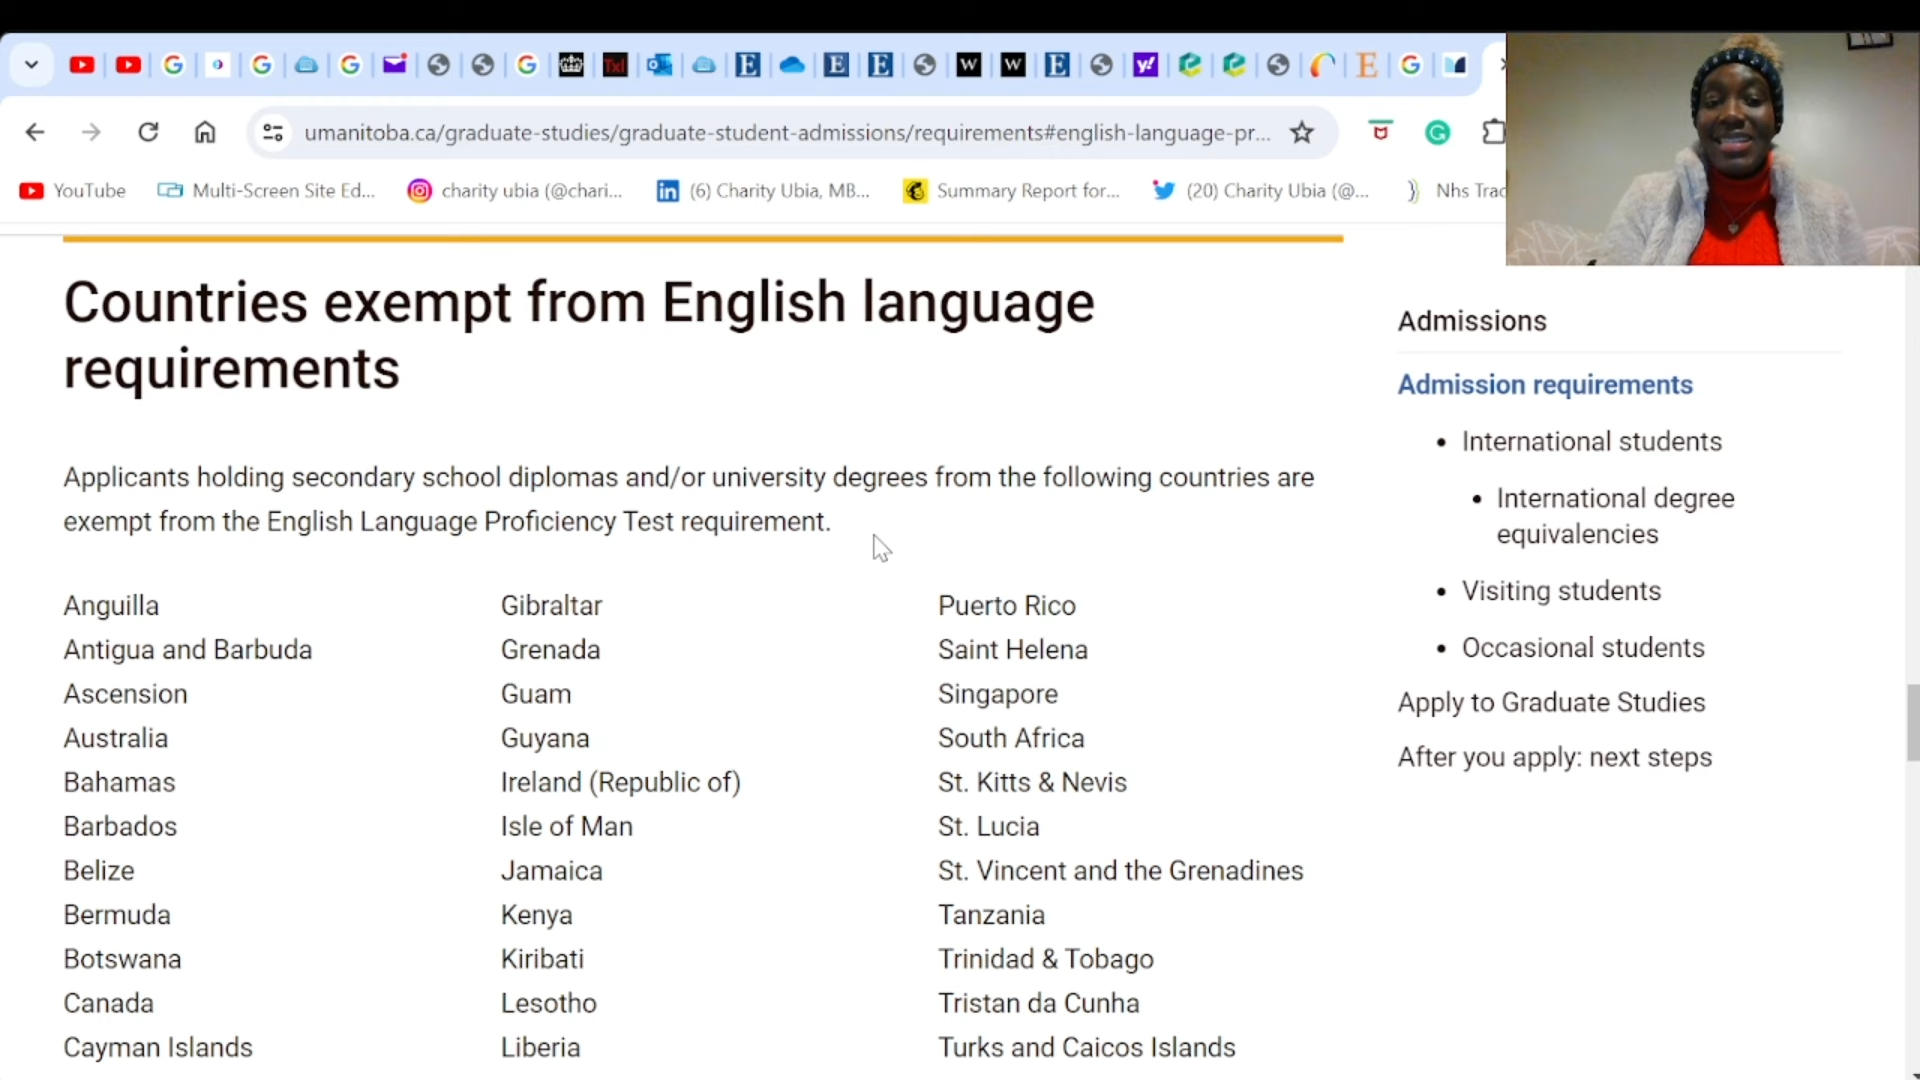 umanitoba.ca/graduate-studies/graduate-student-admissions/requirements#english-language-pr...
YouTube Multi-Screen Site Ed... charity ubia (@chari... (6) Charity Ubia, MB... Summary Report for... (20) Charity Ubia (@... Nhs Trac
Countries exempt from English language
requirements
Applicants holding secondary school diplomas and/or university degrees from the following countries are
exempt from the English Language Proficiency Test requirement.
Anguilla
Antigua and Barbuda
Ascension
Australia
Bahamas
Barbados
Belize
Bermuda
Botswana
Canada
Cayman Islands
Gibraltar
Grenada
Guam
Guyana
Ireland (Republic of)
Isle of Man
Jamaica
Kenya
Kiribati
Lesotho
Liberia
Puerto Rico
Saint Helena
Singapore
South Africa
St. Kitts & Nevis
St. Lucia
St. Vincent and the Grenadines
Tanzania
Trinidad & Tobago
Tristan da Cunha
Turks and Caicos Islands
Admissions
Admission requirements
International students
International degree
equivalencies
Visiting students
Occasional students
Apply to Graduate Studies
After you apply: next steps